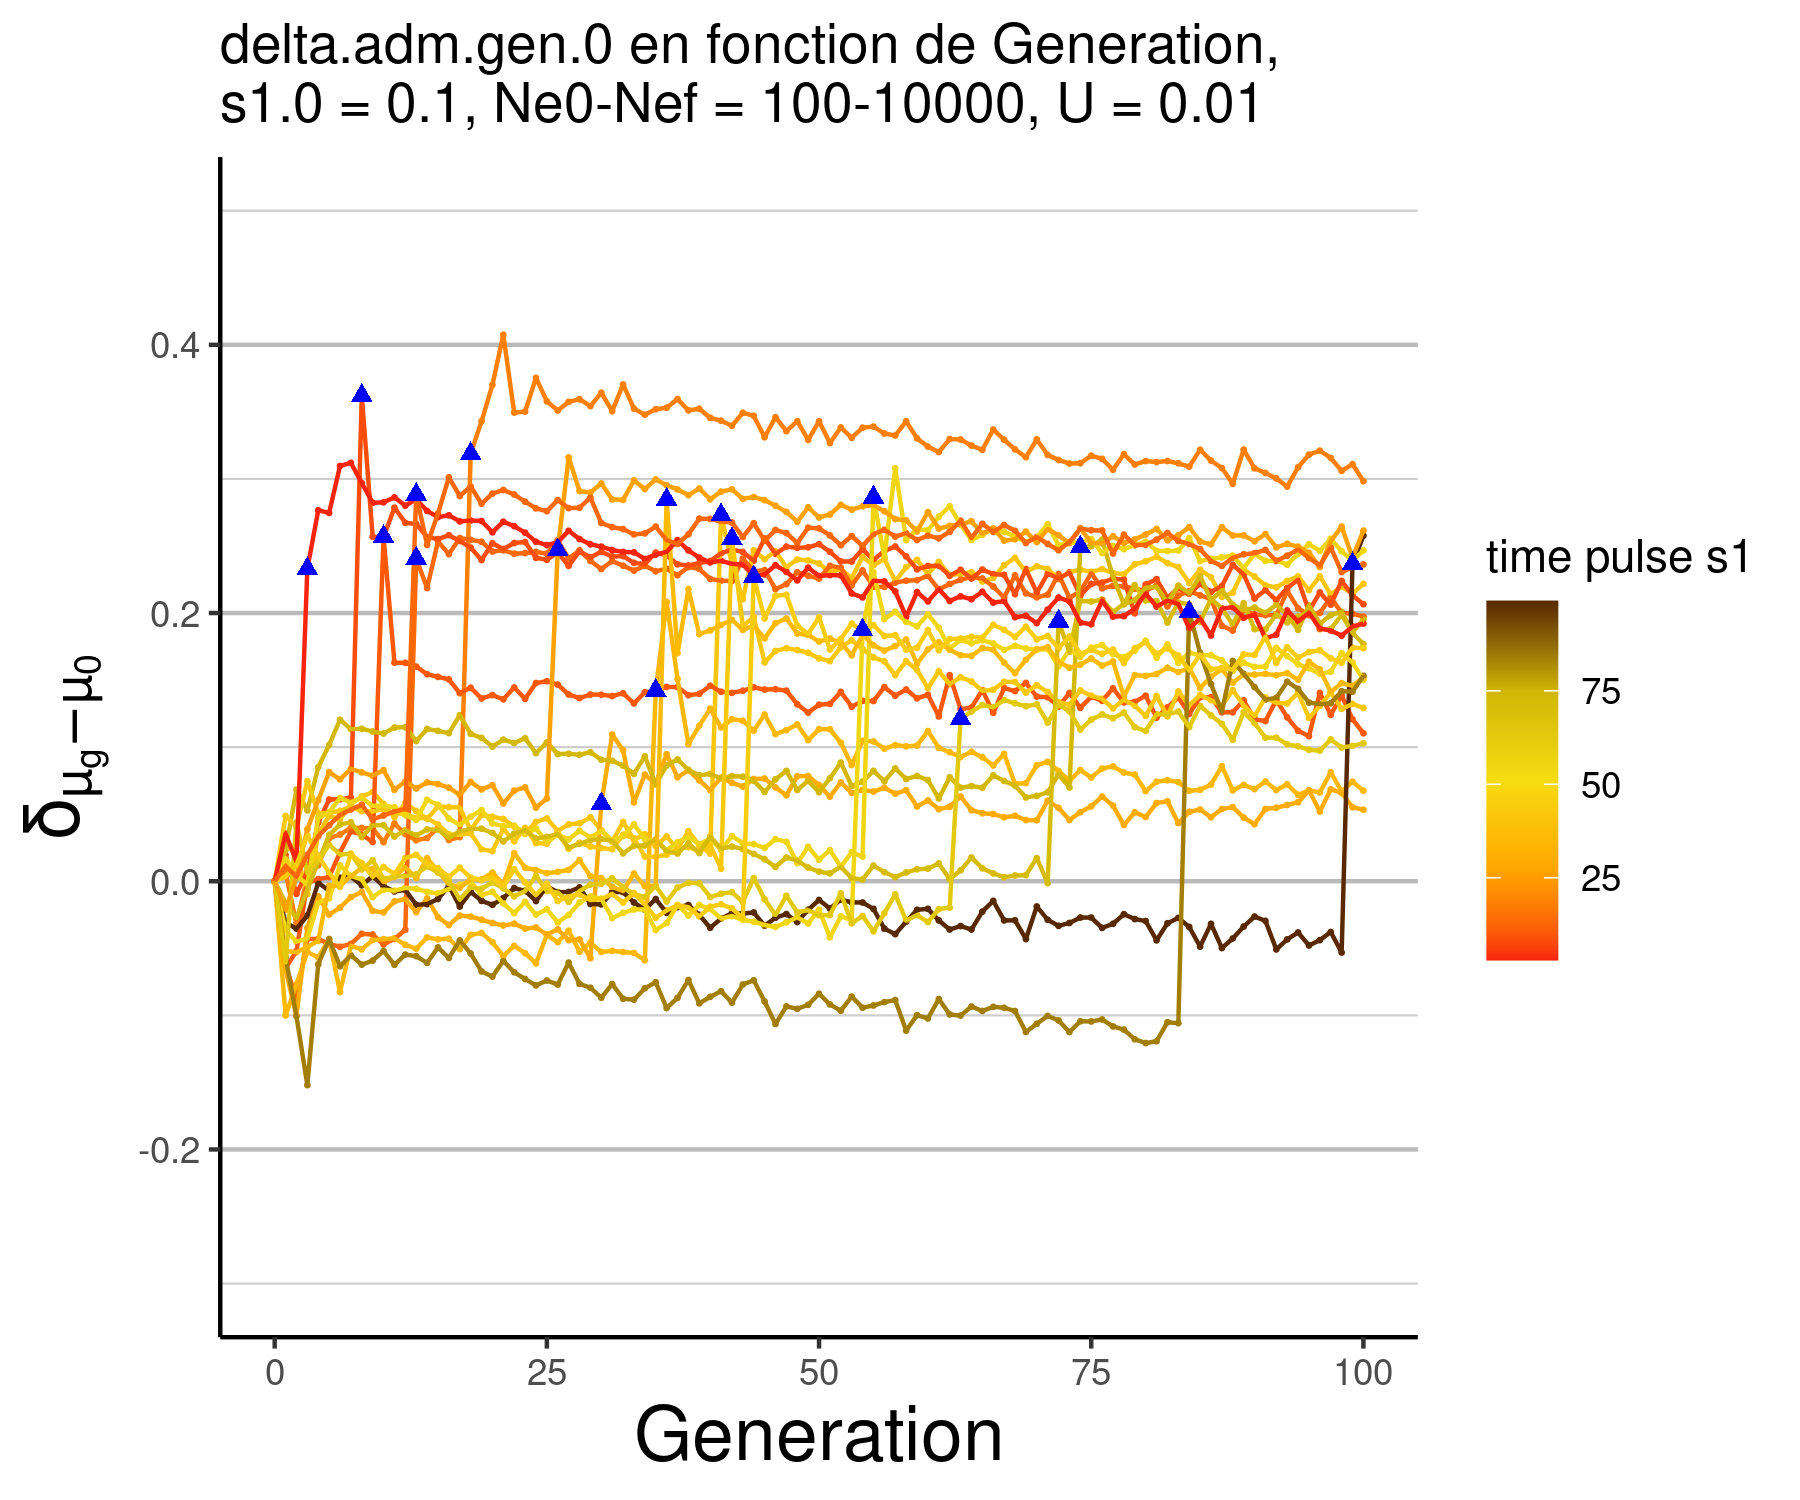 delta.adm.gen.0 en fonction de Generation,
s1.0 = 0.1, Ne0-Nef = 100-10000, U = 0.01
δμg−μ0
0.4
0.2
0.0
-0.2
0
25
50
75
100
Generation
time pulse s1
75
50
25